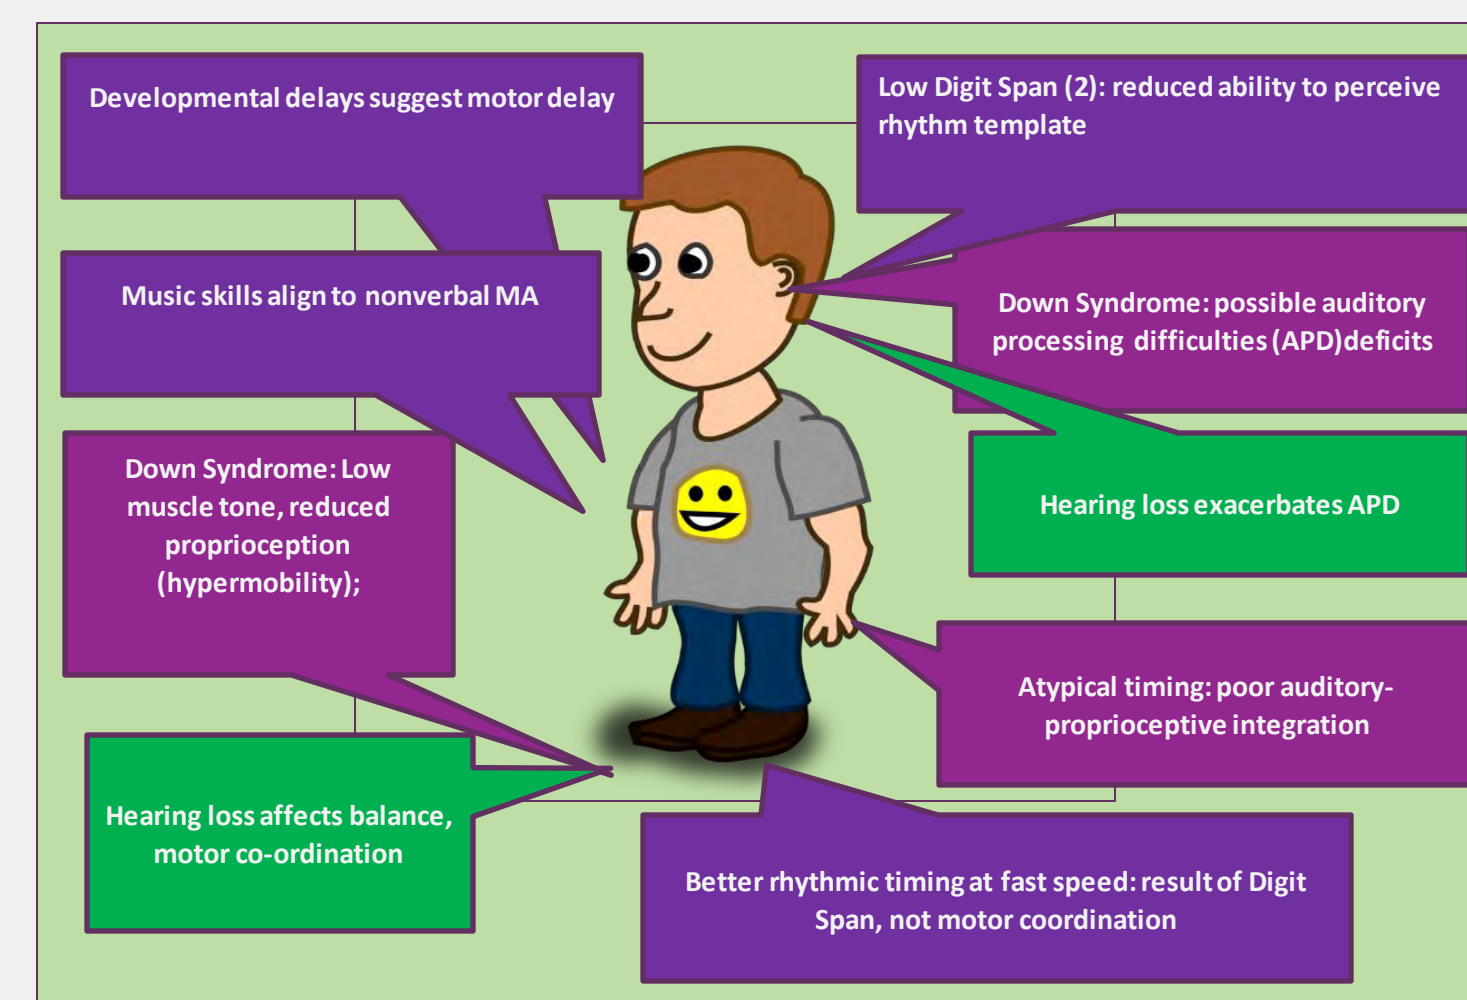 Developmental delays suggest motor delay
Low Digit Span (2): reduced ability to perceive
rhythm template
Music skills align to nonverbal MA
Down Syndrome: possible auditory
processing difficulties (APD)deficits
Down Syndrome: Low
muscle tone, reduced
proprioception
(hypermobility);
Hearing loss exacerbates APD
Atypical timing: poor auditory-
proprioceptive integration
Hearing loss affects balance,
motor co-ordination
Better rhythmic timing at fast speed: result of Digit
Span, not motor coordination